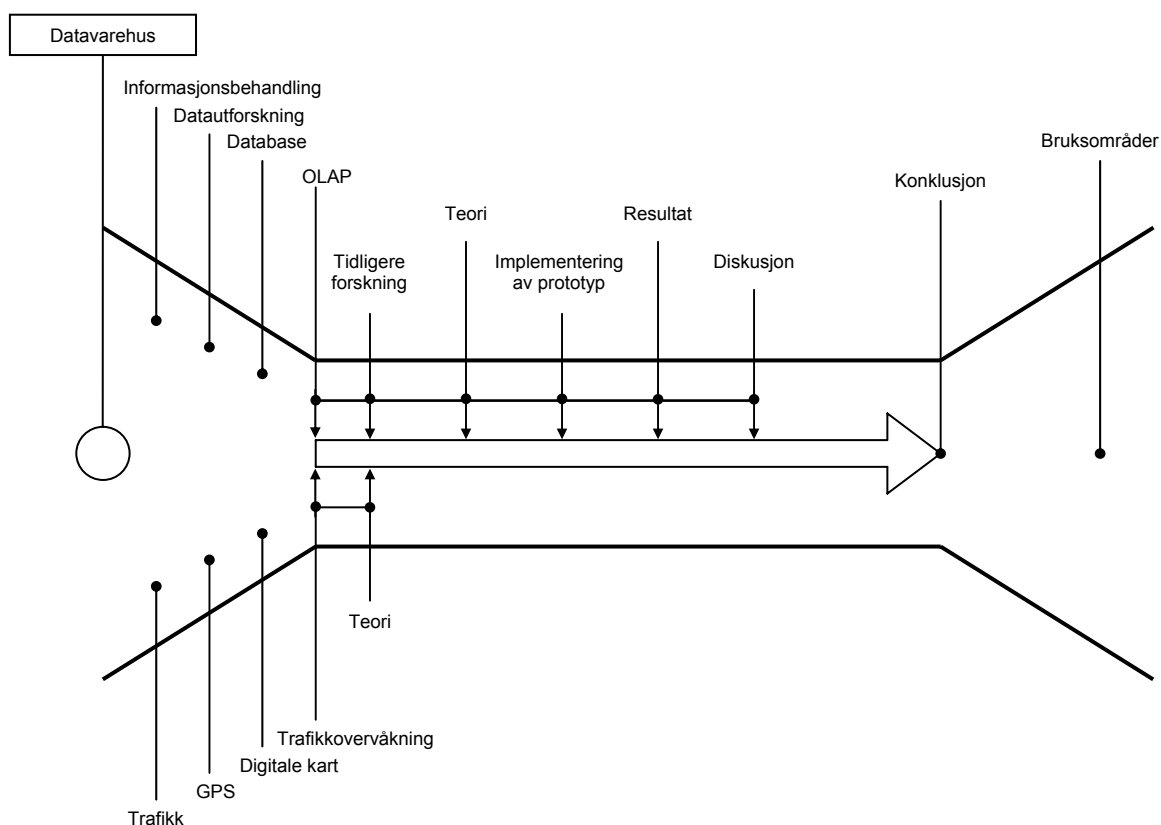 Datavarehus
Informasjonsbehandling
Datautforskning
Database
OLAP
Bruksområder
Konklusjon
Teori
Resultat
Tidligere
forskning
Implementering
av prototyp
Diskusjon
Teori
Trafikkovervåkning
Digitale kart
GPS
Trafikk